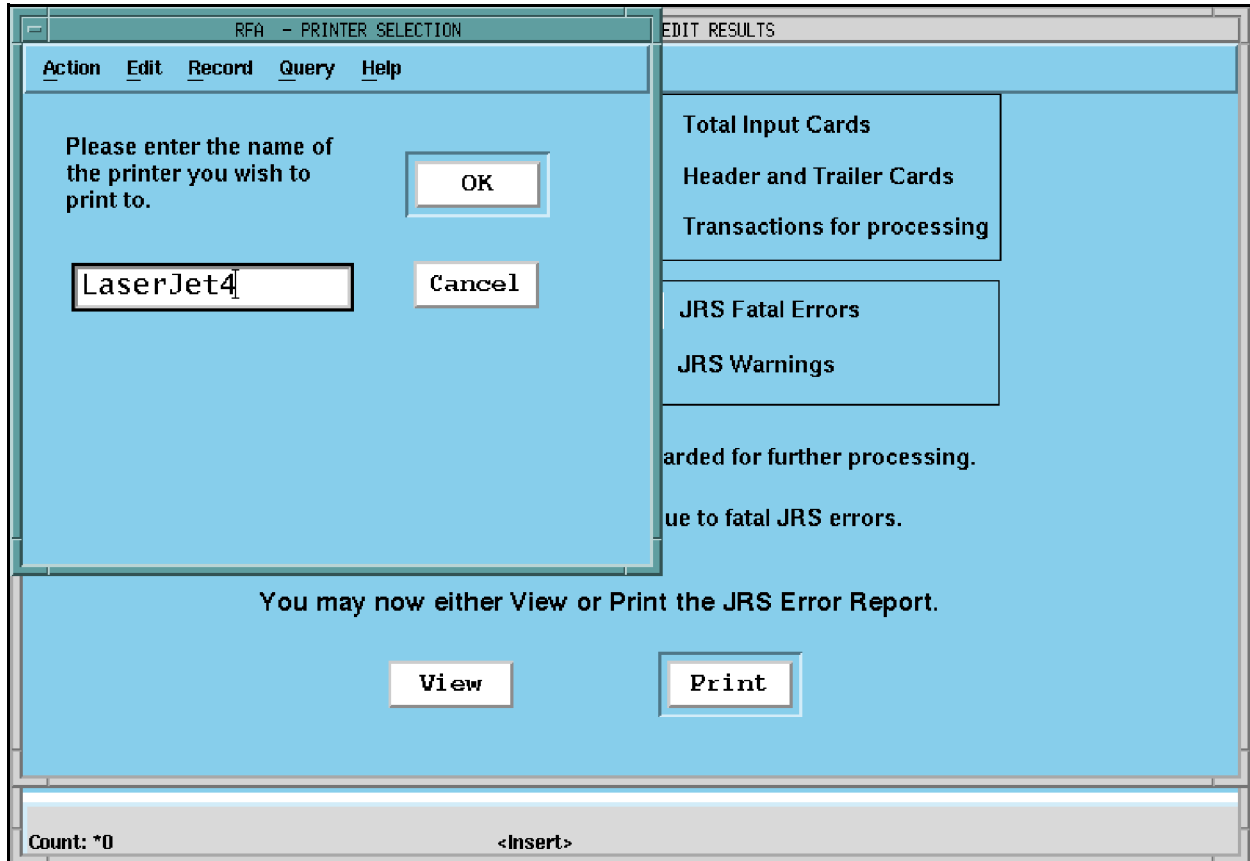 RFA - PRINTER SELECTION
EDIT RESULTS
Action Edit Record Query Help
Please enter the name of
the printer you wish to
print to.
OK
LaserJet4
Cancel
Total Input Cards
Header and Trailer Cards
Transactions for processing
JRS Fatal Errors
JRS Warnings
arded for further processing.
ue to fatal JRS errors.
You may now either View or Print the JRS Error Report.
View Print
Count: *0 <Insert>